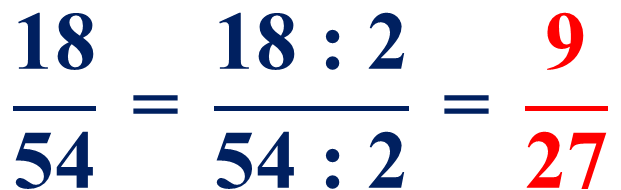 18/54 = 18 : 2/54 : 2 = 9/27